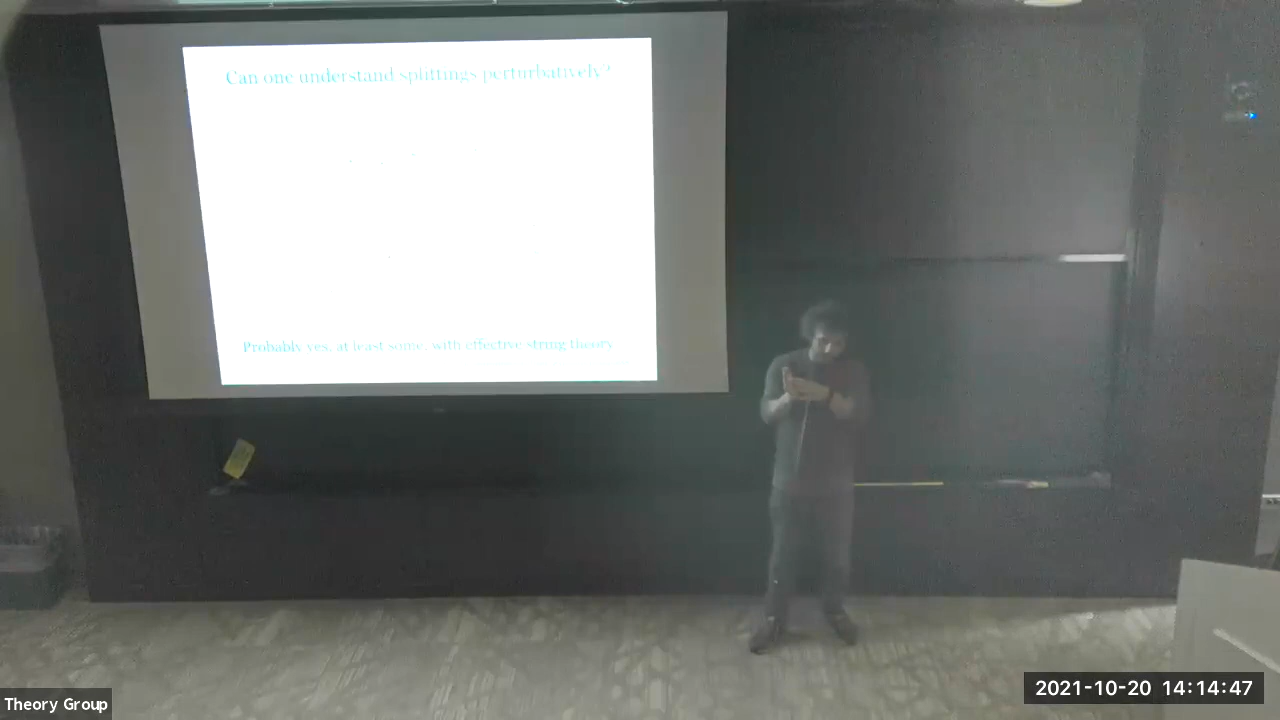 Can one understand splittings perturbatively?
Probably yes, at least some, with effective string theory
Theory Group
2021-10-20 14:14:47